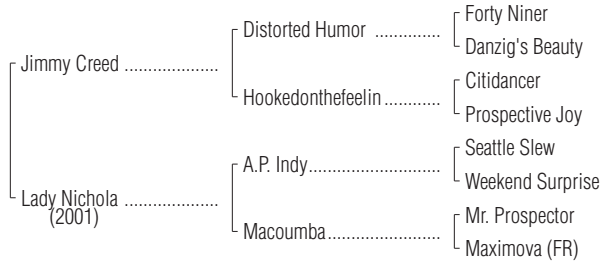 Forty Niner
Distorted Humor ..............
Danzig's Beauty
Jimmy Creed ....................
Citidancer
Hookedonthefeelin ............
Prospective Joy
Seattle Slew
A.P. Indy............................
Weekend Surprise
Lady Nichola ....................
(2001)
Mr. Prospector
Macoumba........................
Maximova (FR)